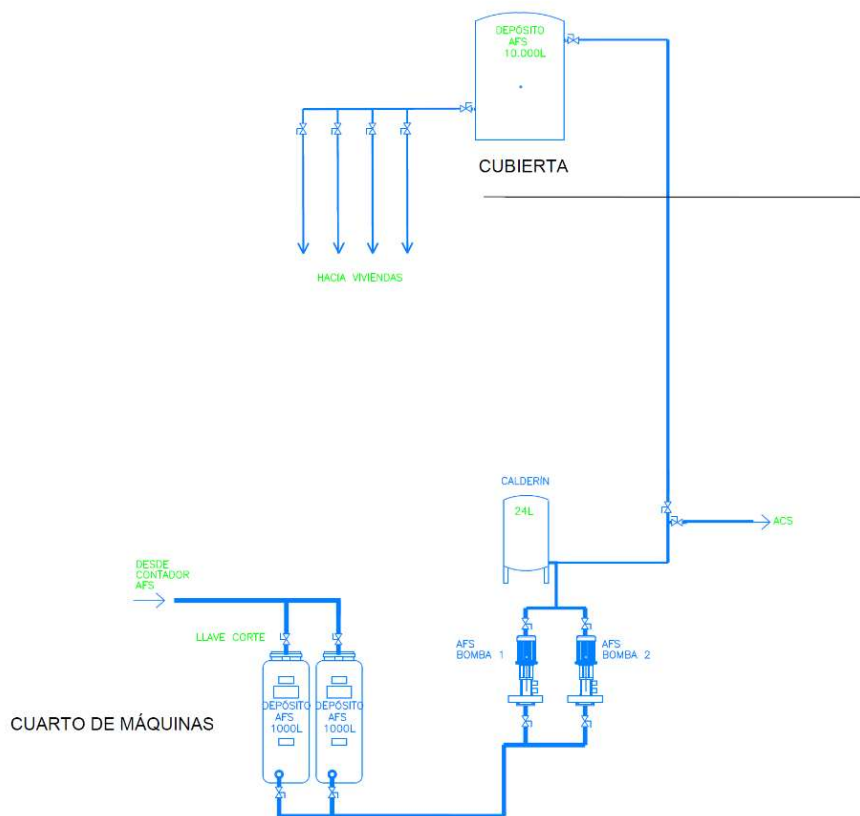 DEPÓSITO
AFS
10.000L
CUBIERTA
HACIA VIVIENDAS
CALDERÍN
24L
ACS
DESDE
CONTADOR
AFS
LLAVE CORTE
AFS
BOMBA 1
AFS
BOMBA 2
DEPÓSITO
AFS
1000L
DEPÓSITO
AFS
1000L
CUARTO DE MÁQUINAS